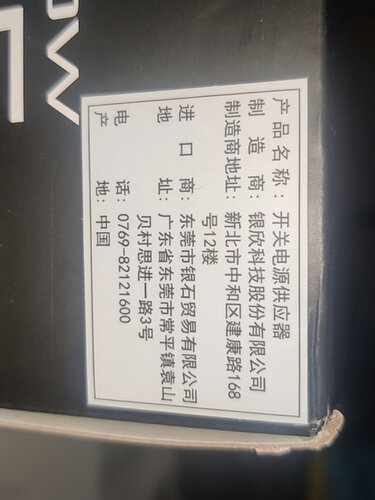 产品名称：开关电源供应器
制造商：银欣科技股份有限公司
制造商地址：新北市中和区建康路168
号12楼
进口商：东莞市银石贸易有限公司
地址：广东省东莞市常平镇袁山
贝村思进一路3号
电话：0769-82121600
产地：中国